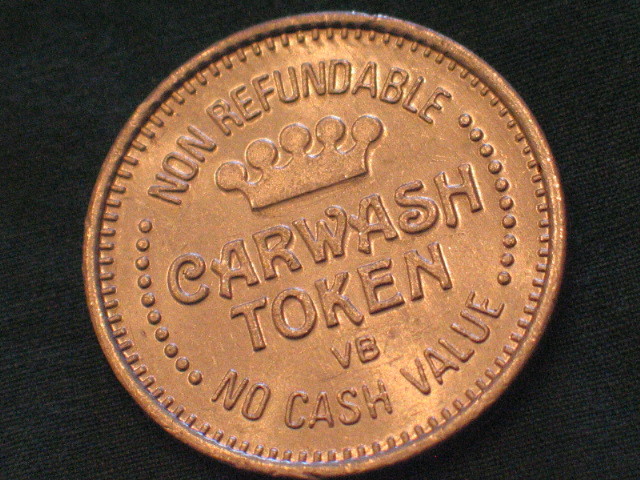 NON REFUNDABLE
CARWASH
TOKEN
VB
NO CASH VALUE